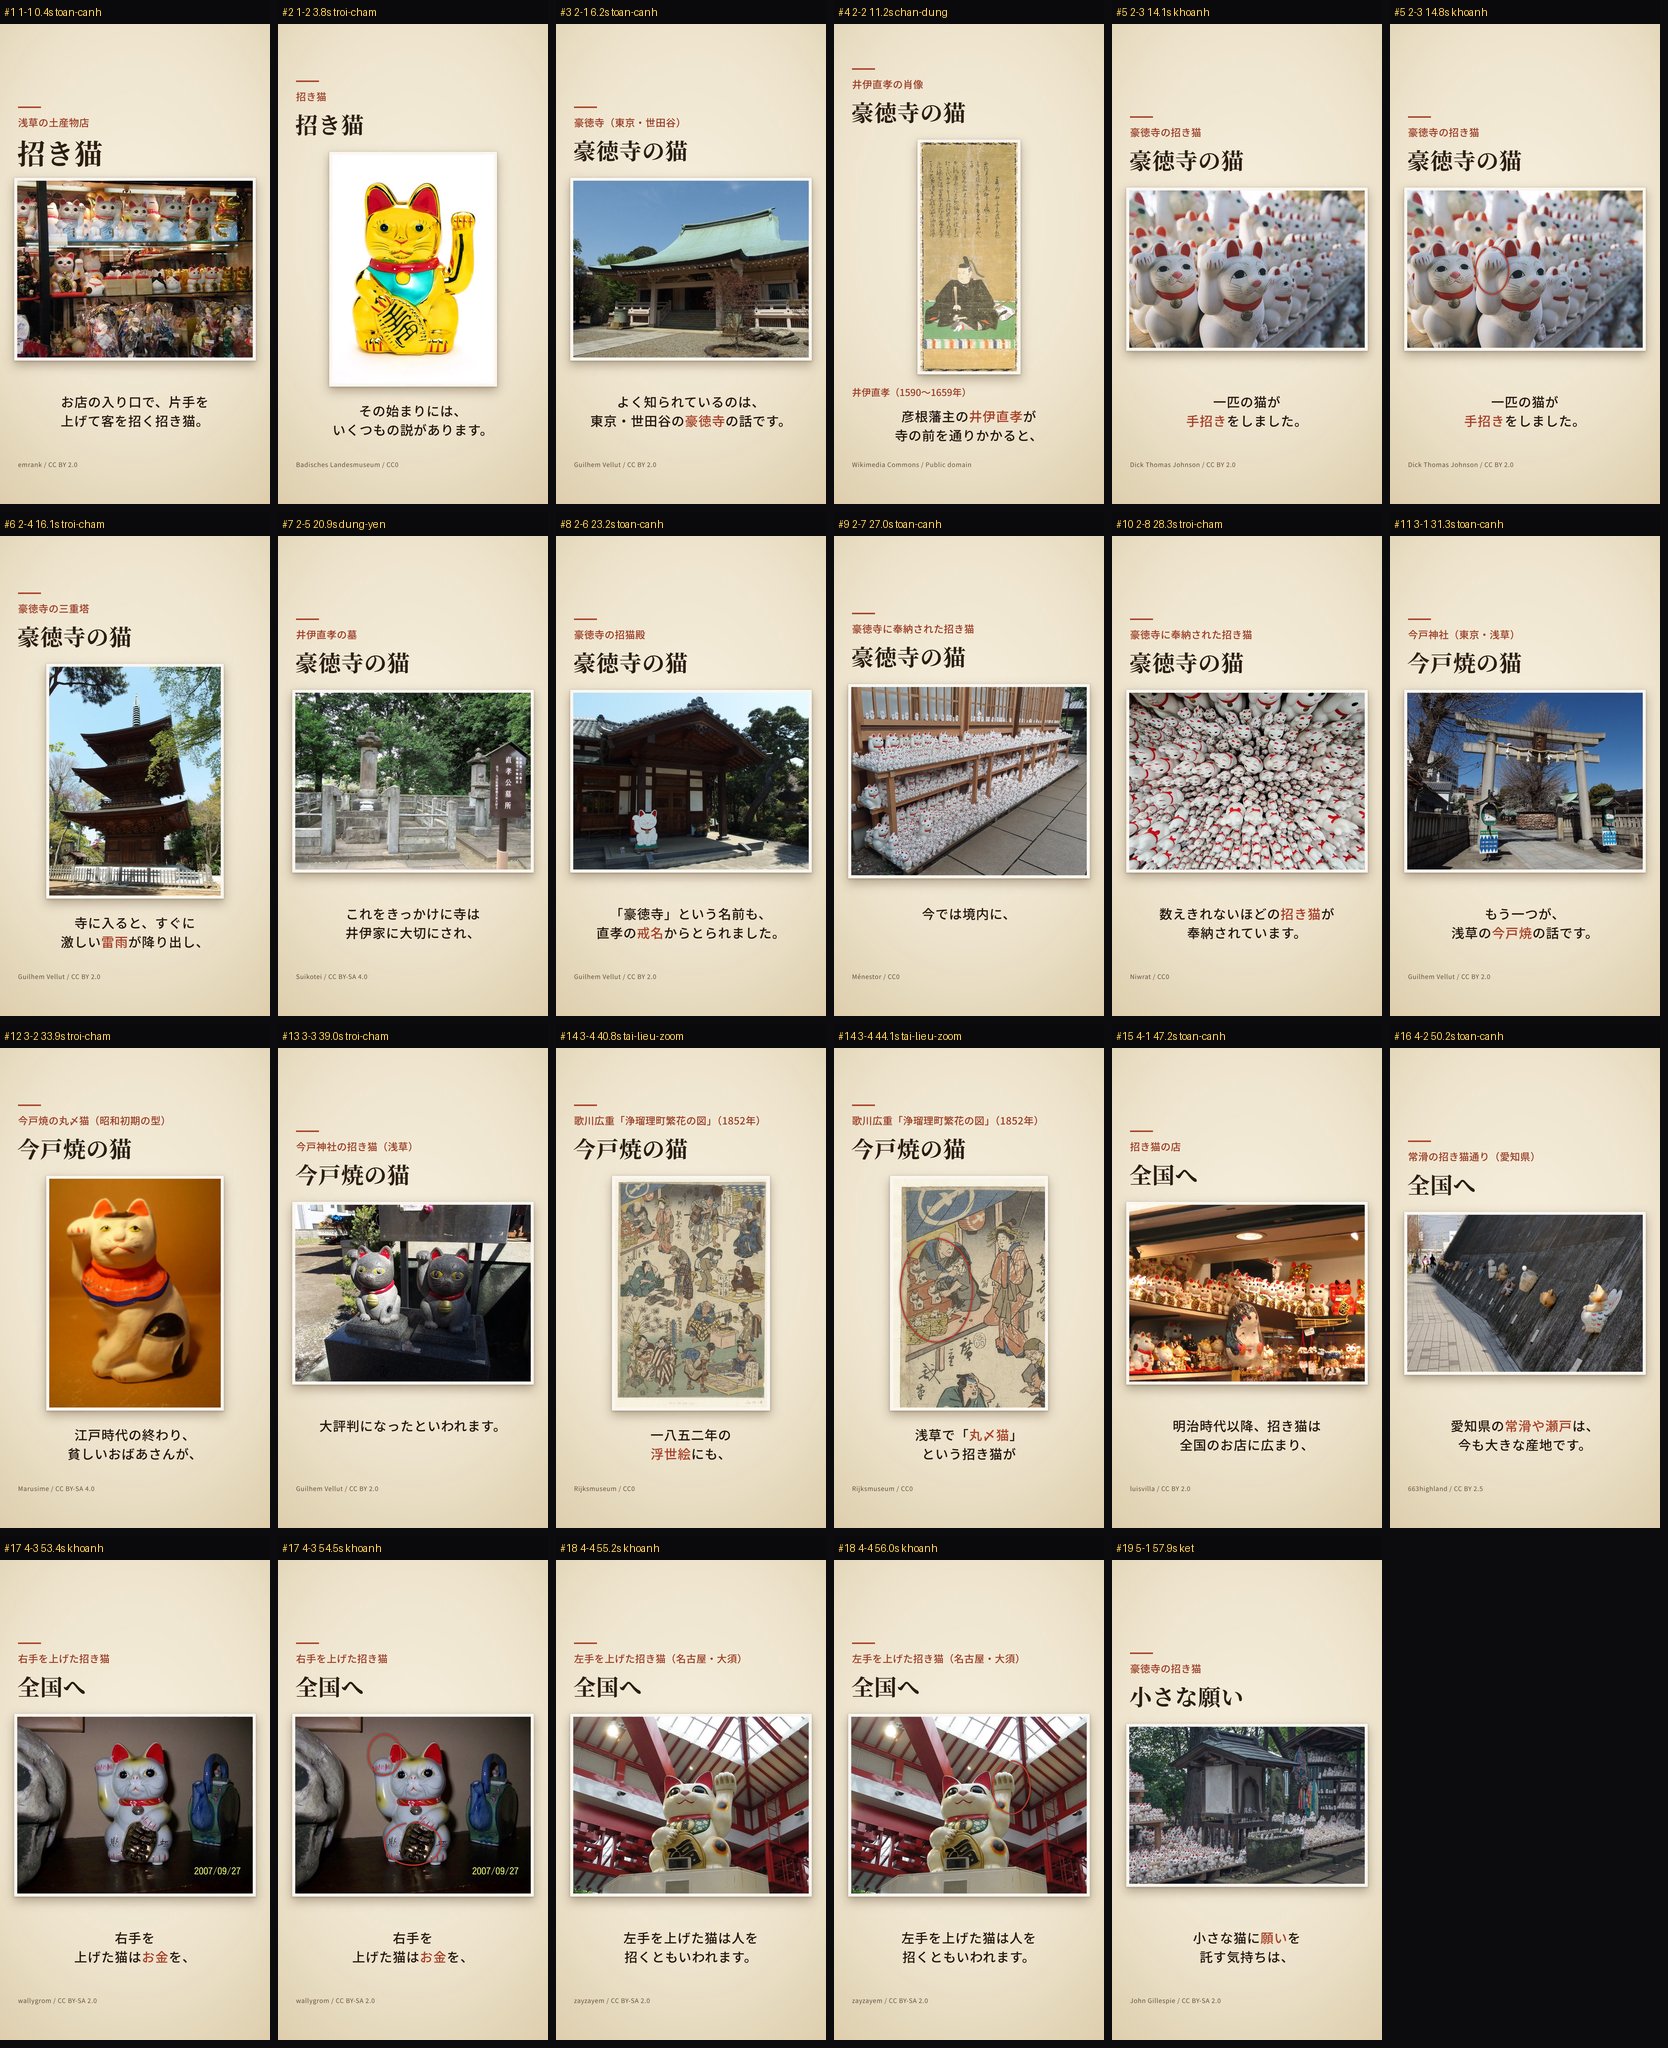 #1 1-1 0.4s toan-canh
浅草の土産物店
招き猫
お店の入り口で、片手を
上げて客を招く招き猫。
emrank / CC BY 2.0
#2 1-2 3.8s troi-cham
招き猫
招き猫
その始まりには、
いくつもの説があります。
Badisches Landesmuseum / CC0
#3 2-1 6.2s toan-canh
豪徳寺（東京・世田谷）
豪徳寺の猫
よく知られているのは、
東京・世田谷の豪徳寺の話です。
Guilhem Vellut / CC BY 2.0
#4 2-2 11.2s chan-dung
井伊直孝の肖像
豪徳寺の猫
井伊直孝（1590〜1659年）
彦根藩主の井伊直孝が
寺の前を通りかかると、
Wikimedia Commons / Public domain
#5 2-3 14.1s khoanh
豪徳寺の招き猫
豪徳寺の猫
一匹の猫が
手招きをしました。
Dick Thomas Johnson / CC BY 2.0
#5 2-3 14.8s khoanh
豪徳寺の招き猫
豪徳寺の猫
一匹の猫が
手招きをしました。
Dick Thomas Johnson / CC BY 2.0
#6 2-4 16.1s troi-cham
豪徳寺の三重塔
豪徳寺の猫
寺に入ると、すぐに
激しい雷雨が降り出し、
Guilhem Vellut / CC BY 2.0
#7 2-5 20.9s dung-yen
井伊直孝の墓
豪徳寺の猫
直孝公墓所
これをきっかけに寺は
井伊家に大切にされ、
Suikotei / CC BY-SA 4.0
#8 2-6 23.2s toan-canh
豪徳寺の招猫殿
豪徳寺の猫
「豪徳寺」という名前も、
直孝の戒名からとられました。
Guilhem Vellut / CC BY 2.0
#9 2-7 27.0s toan-canh
豪徳寺に奉納された招き猫
豪徳寺の猫
今では境内に、
Ménestor / CC0
#10 2-8 28.3s troi-cham
豪徳寺に奉納された招き猫
豪徳寺の猫
数えきれないほどの招き猫が
奉納されています。
Niwrat / CC0
#11 3-1 31.3s toan-canh
今戸神社（東京・浅草）
今戸焼の猫
もう一つが、
浅草の今戸焼の話です。
Guilhem Vellut / CC BY 2.0
#12 3-2 33.9s troi-cham
今戸焼の丸〆猫（昭和初期の型）
今戸焼の猫
江戸時代の終わり、
貧しいおばあさんが、
Marusime / CC BY-SA 4.0
#13 3-3 39.0s troi-cham
今戸神社の招き猫（浅草）
今戸焼の猫
大評判になったといわれます。
Guilhem Vellut / CC BY 2.0
#14 3-4 40.8s tai-lieu-zoom
歌川広重「浄瑠理町繁花の図」（1852年）
今戸焼の猫
一八五二年の
浮世絵にも、
Rijksmuseum / CC0
#14 3-4 44.1s tai-lieu-zoom
歌川広重「浄瑠理町繁花の図」（1852年）
今戸焼の猫
浅草で「丸〆猫」
という招き猫が
Rijksmuseum / CC0
#15 4-1 47.2s toan-canh
招き猫の店
全国へ
明治時代以降、招き猫は
全国のお店に広まり、
luisvilla / CC BY 2.0
#16 4-2 50.2s toan-canh
常滑の招き猫通り（愛知県）
全国へ
愛知県の常滑や瀬戸は、
今も大きな産地です。
663highland / CC BY 2.5
#17 4-3 53.4s khoanh
右手を上げた招き猫
全国へ
2007/09/27
右手を
上げた猫はお金を、
wallygrom / CC BY-SA 2.0
#17 4-3 54.5s khoanh
右手を上げた招き猫
全国へ
2007/09/27
右手を
上げた猫はお金を、
wallygrom / CC BY-SA 2.0
#18 4-4 55.2s khoanh
左手を上げた招き猫（名古屋・大須）
全国へ
左手を上げた猫は人を
招くともいわれます。
zayzayem / CC BY-SA 2.0
#18 4-4 56.0s khoanh
左手を上げた招き猫（名古屋・大須）
全国へ
左手を上げた猫は人を
招くともいわれます。
zayzayem / CC BY-SA 2.0
#19 5-1 57.9s ket
豪徳寺の招き猫
小さな願い
小さな猫に願いを
託す気持ちは、
John Gillespie / CC BY-SA 2.0